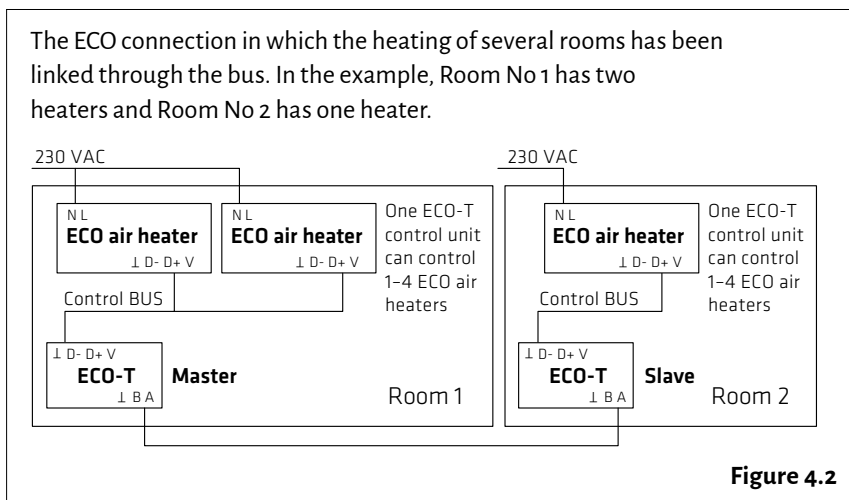 The ECO connection in which the heating of several rooms has been
linked through the bus. In the example, Room No 1 has two
heaters and Room No 2 has one heater.
230 VAC
230 VAC
N L
ECO air heater
⊥ D- D+ V
N L
ECO air heater
⊥ D- D+ V
One ECO-T
control unit
can control
1–4 ECO air
heaters
Control BUS
⊥ D- D+ V
ECO-T
⊥ B A
Master
Room 1
N L
ECO air heater
⊥ D- D+ V
One ECO-T
control unit
can control
1–4 ECO air
heaters
Control BUS
⊥ D- D+ V
ECO-T
⊥ B A
Slave
Room 2
Figure 4.2